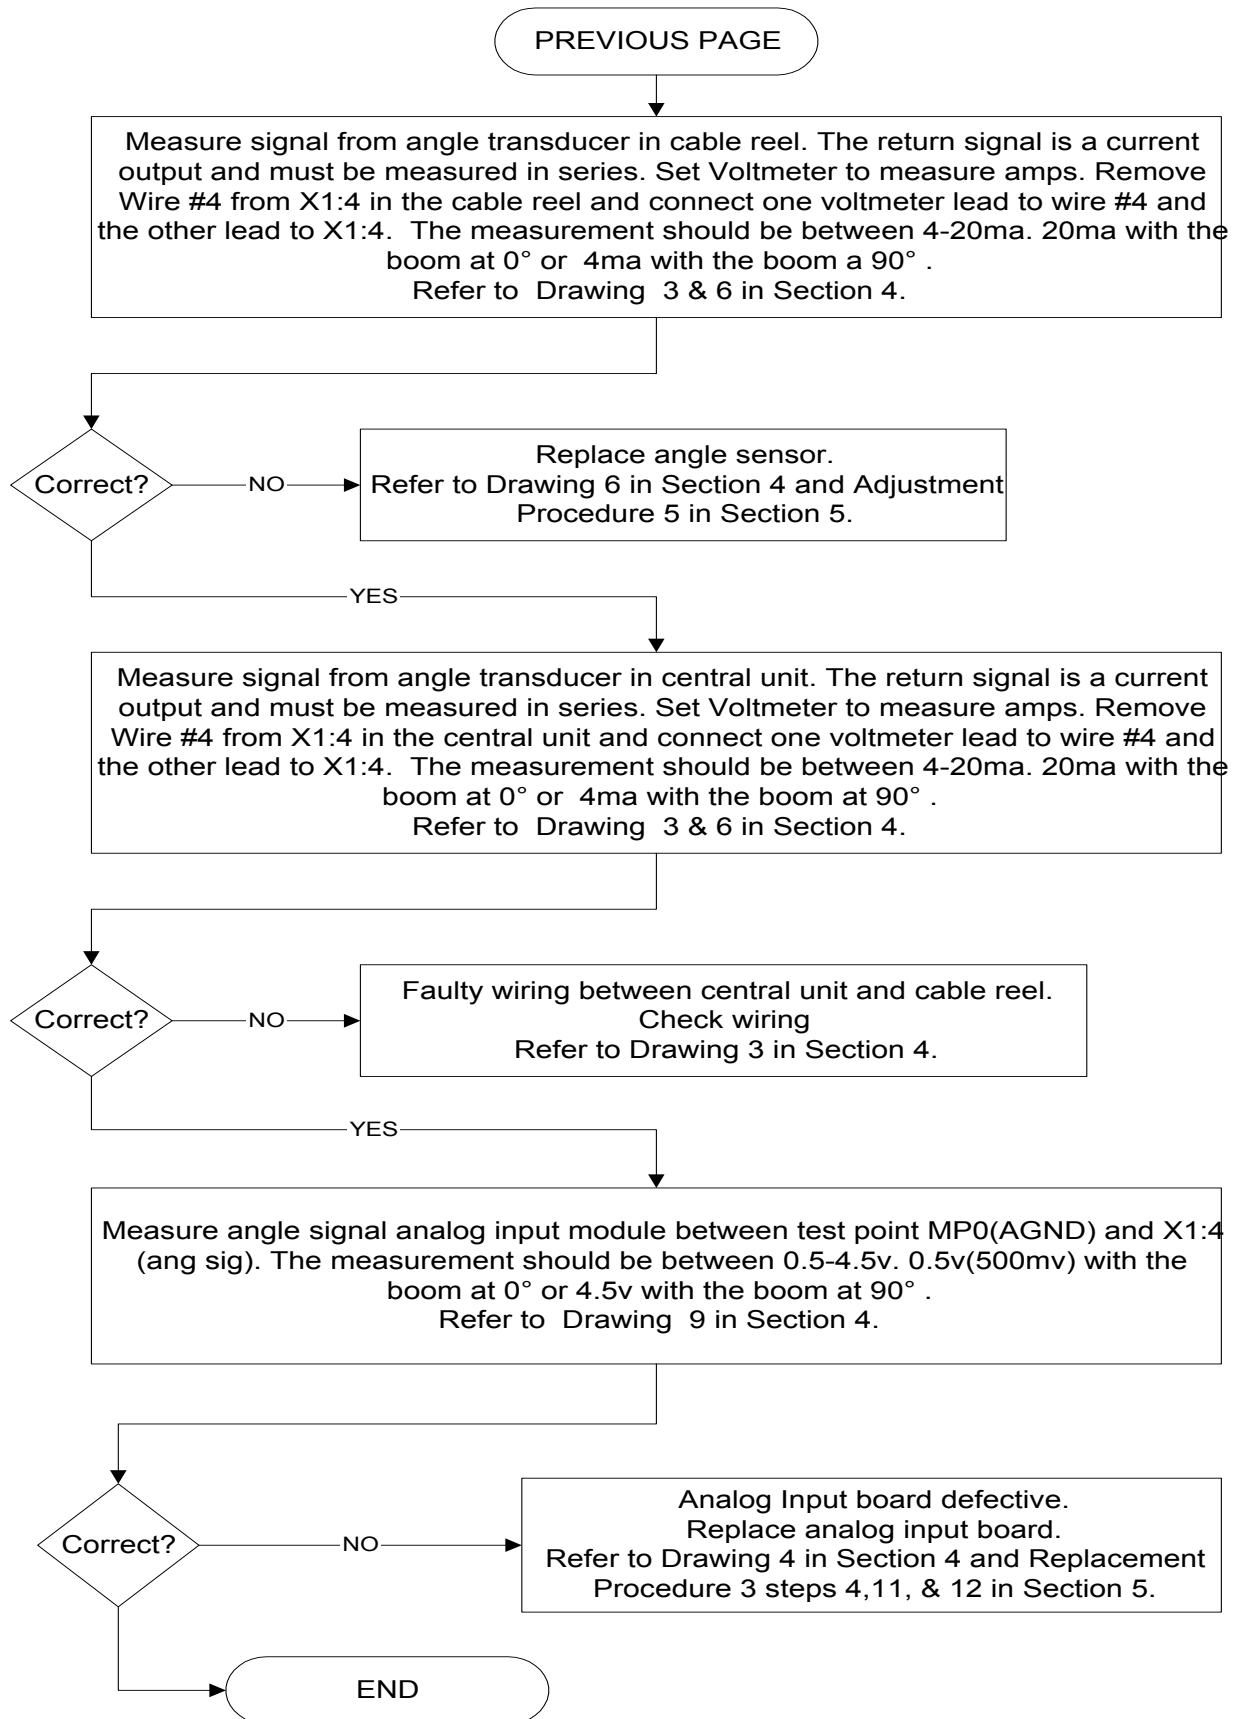 PREVIOUS PAGE
Measure signal from angle transducer in cable reel. The return signal is a current
output and must be measured in series. Set Voltmeter to measure amps. Remove
Wire #4 from X1:4 in the cable reel and connect one voltmeter lead to wire #4 and
the other lead to X1:4. The measurement should be between 4-20ma. 20ma with the
boom at 0° or 4ma with the boom a 90° .
Refer to Drawing 3 & 6 in Section 4.
Correct?
NO
Replace angle sensor.
Refer to Drawing 6 in Section 4 and Adjustment
Procedure 5 in Section 5.
YES
Measure signal from angle transducer in central unit. The return signal is a current
output and must be measured in series. Set Voltmeter to measure amps. Remove
Wire #4 from X1:4 in the central unit and connect one voltmeter lead to wire #4 and
the other lead to X1:4. The measurement should be between 4-20ma. 20ma with the
boom at 0° or 4ma with the boom at 90° .
Refer to Drawing 3 & 6 in Section 4.
Correct?
NO
Faulty wiring between central unit and cable reel.
Check wiring
Refer to Drawing 3 in Section 4.
YES
Measure angle signal analog input module between test point MP0(AGND) and X1:4
(ang sig). The measurement should be between 0.5-4.5v. 0.5v(500mv) with the
boom at 0° or 4.5v with the boom at 90° .
Refer to Drawing 9 in Section 4.
Correct?
NO
Analog Input board defective.
Replace analog input board.
Refer to Drawing 4 in Section 4 and Replacement
Procedure 3 steps 4,11, & 12 in Section 5.
END